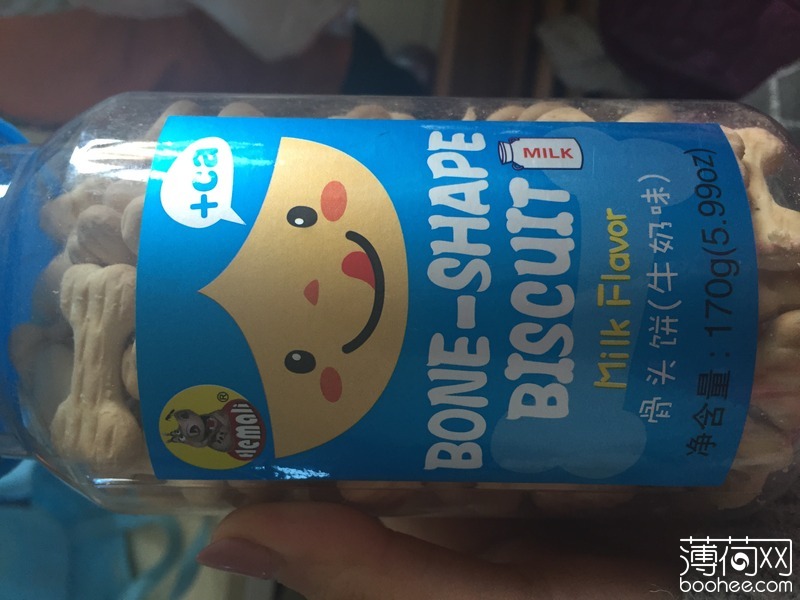 +ca
Hemali®
BONE-SHAPE
BISCUIT
MILK
Milk Flavor
骨头饼(牛奶味)
净含量：170g(5.99oz)
薄荷网
boohee.com